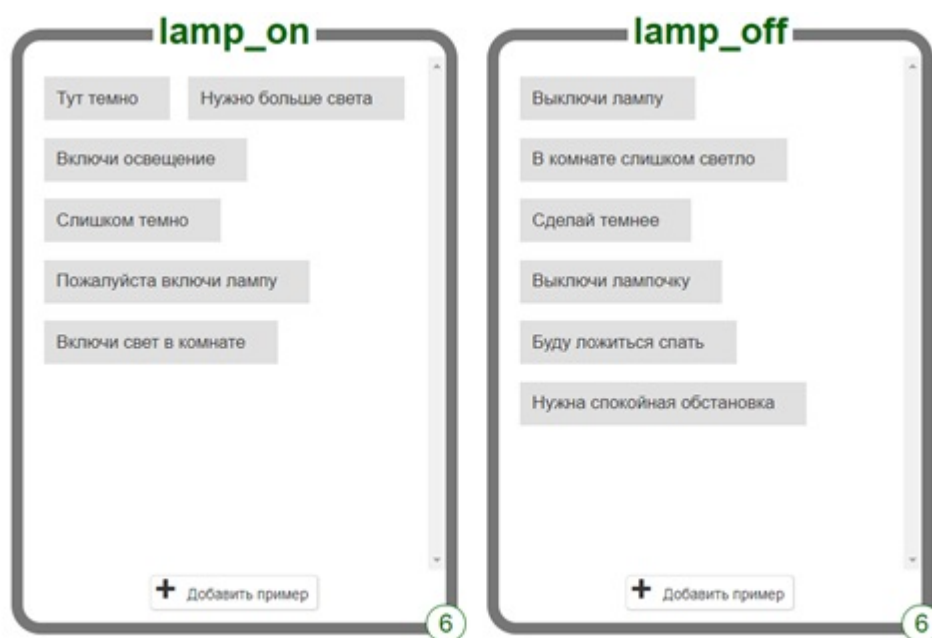 lamp_on
Тут темно
Нужно больше света
Включи освещение
Слишком темно
Пожалуйста включи лампу
Включи свет в комнате
Добавить пример
6
lamp_off
Выключи лампу
В комнате слишком светло
Сделай темнее
Выключи лампочку
Буду ложиться спать
Нужна спокойная обстановка
Добавить пример
6